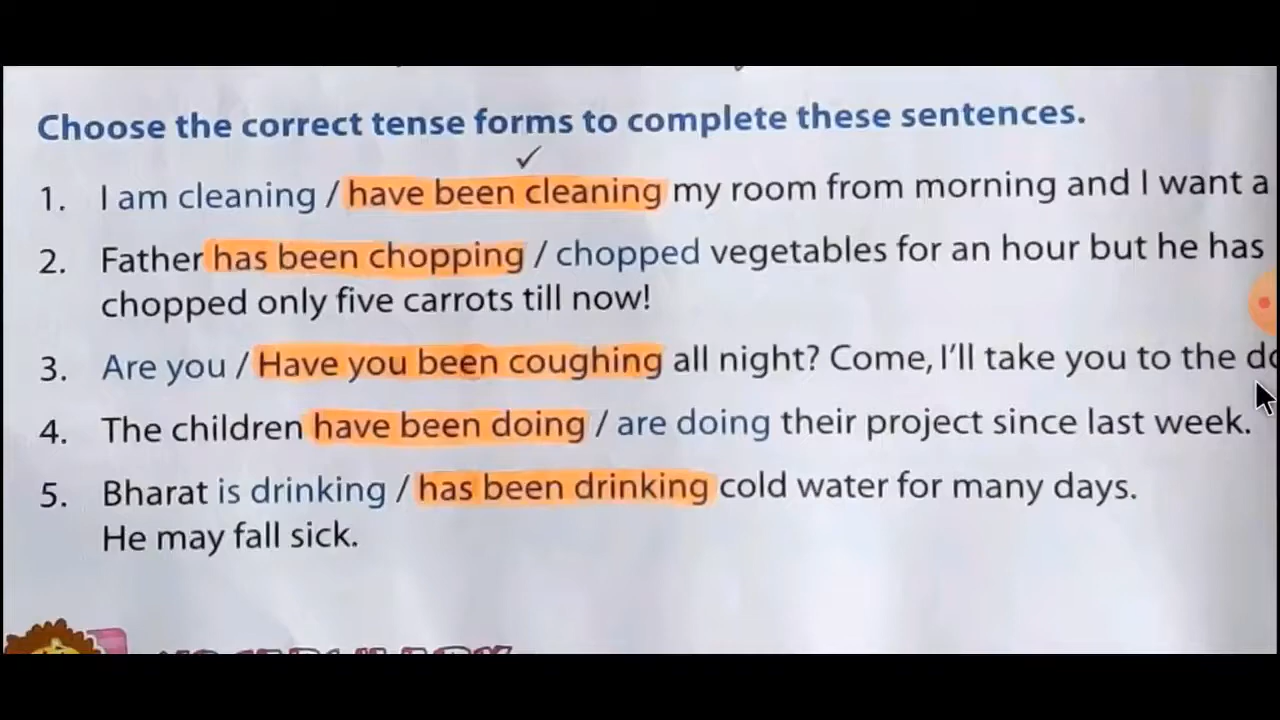 Choose the correct tense forms to complete these sentences.
1. I am cleaning / have been cleaning my room from morning and I want a
2. Father has been chopping / chopped vegetables for an hour but he has
chopped only five carrots till now!
3. Are you / Have you been coughing all night? Come, I'll take you to the
4. The children have been doing / are doing their project since last week.
5. Bharat is drinking / has been drinking cold water for many days.
He may fall sick.